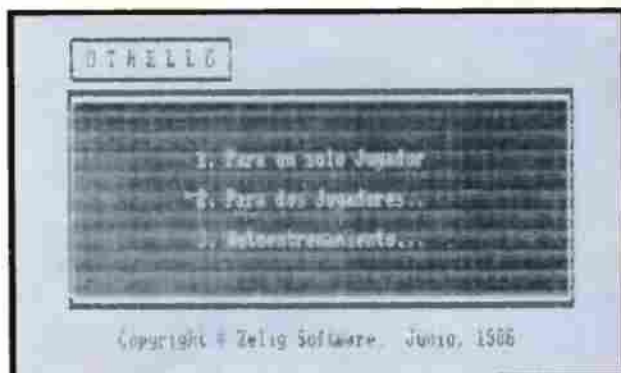 OTHELLO
1. Para un solo Jugador
2. Para dos Jugadores..
3. Autoentrenamiento...
Copyright © Zelig Software. Junio, 1986